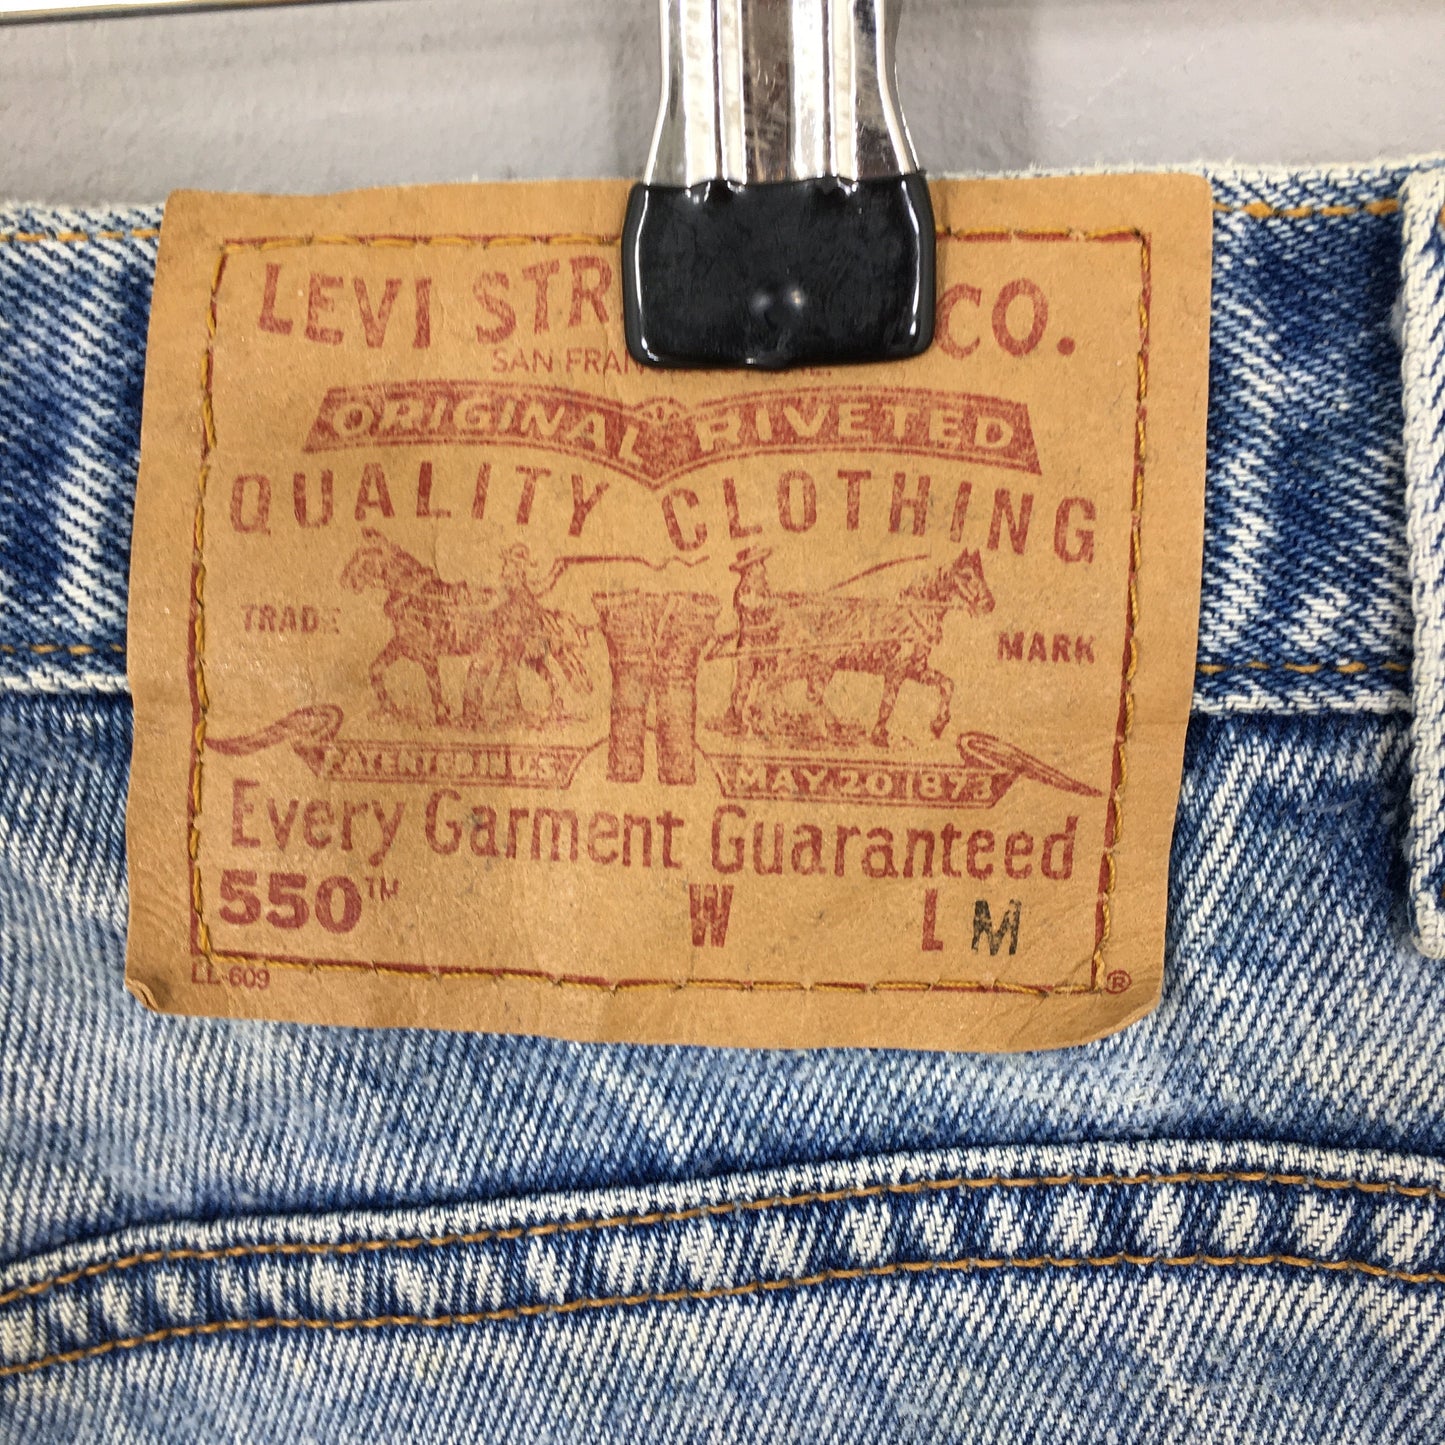 LEVI STR CO.
SAN FRAN
ORIGINAL RIVETED
QUALITY CLOTHING
TRADE MARK
PATENTED IN U.S. MAY 20 1873
Every Garment Guaranteed
550™ W L M
LL-609 ®